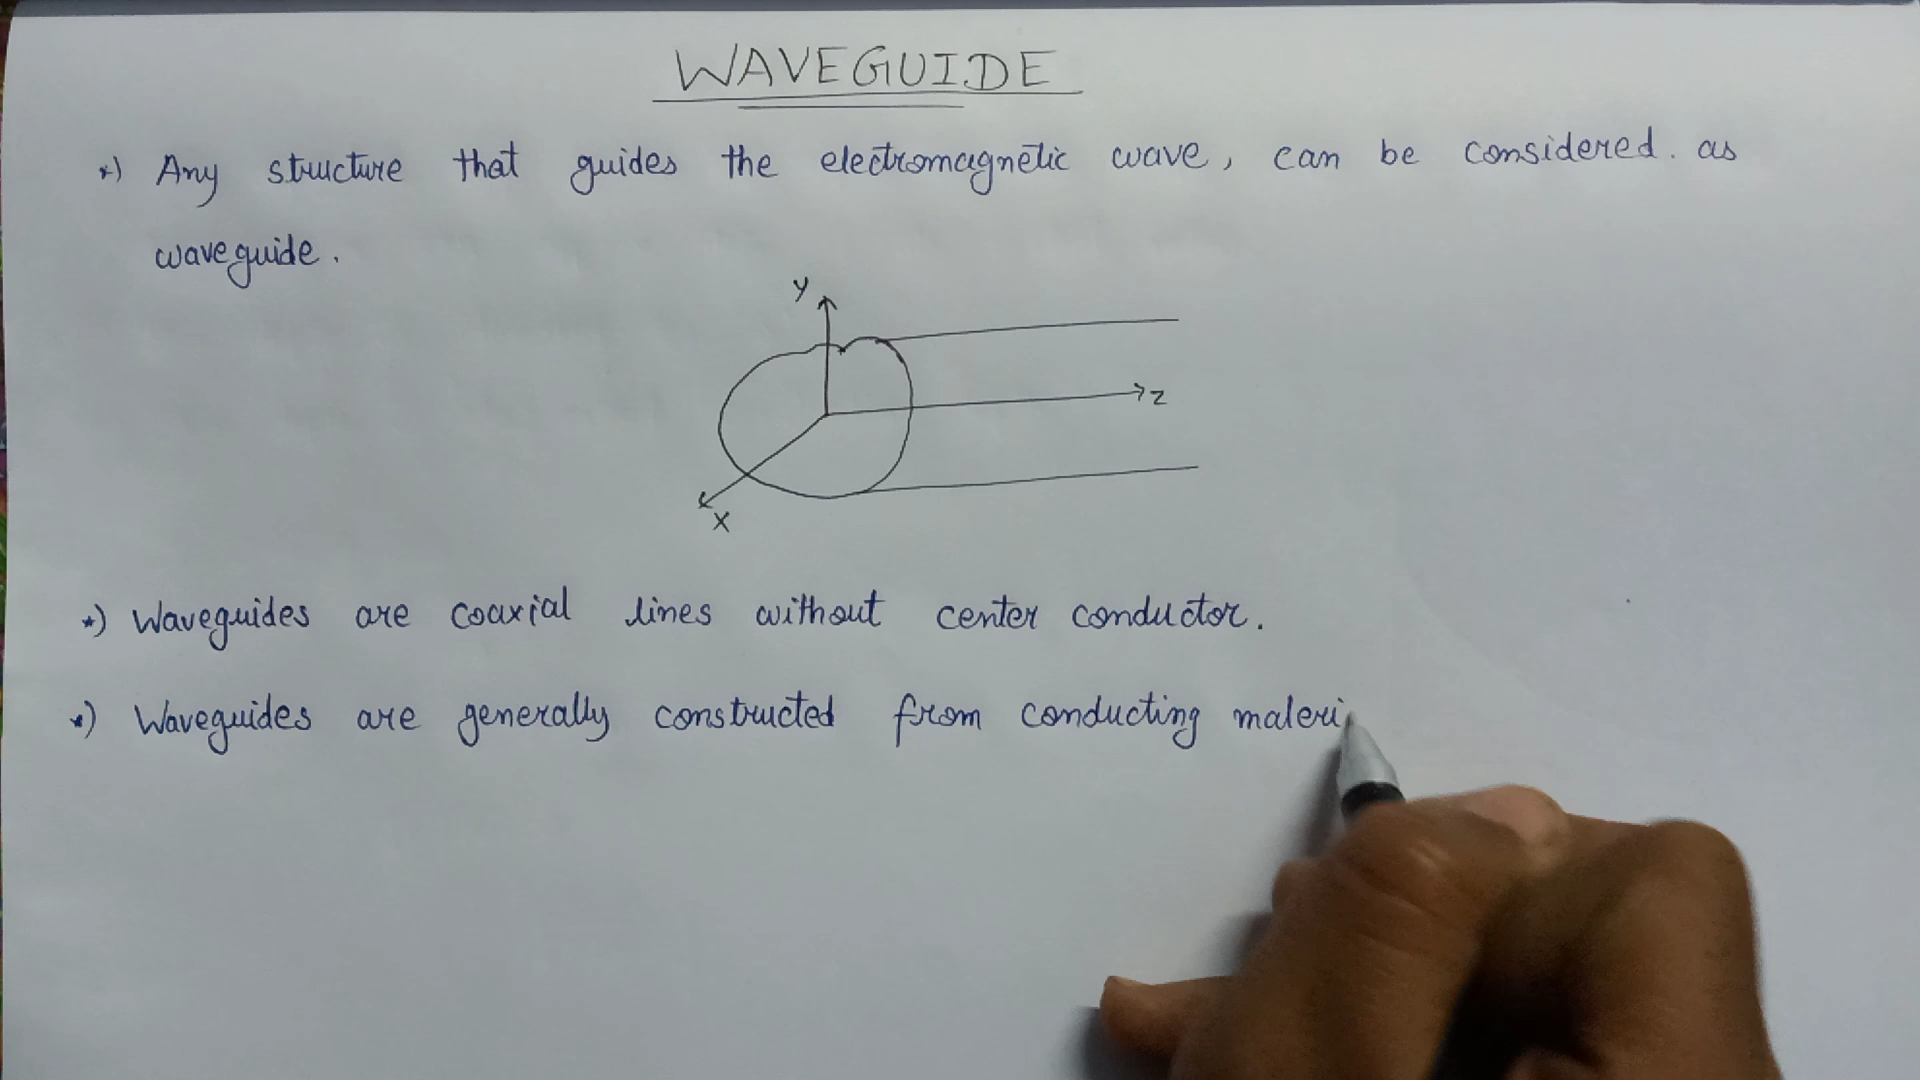 WAVEGUIDE
*) Any structure that guides the electromagnetic wave, can be considered. as
waveguide.
Y
Z
X
*) Waveguides are coaxial lines without center conductor.
*) Waveguides are generally constructed from conducting materi